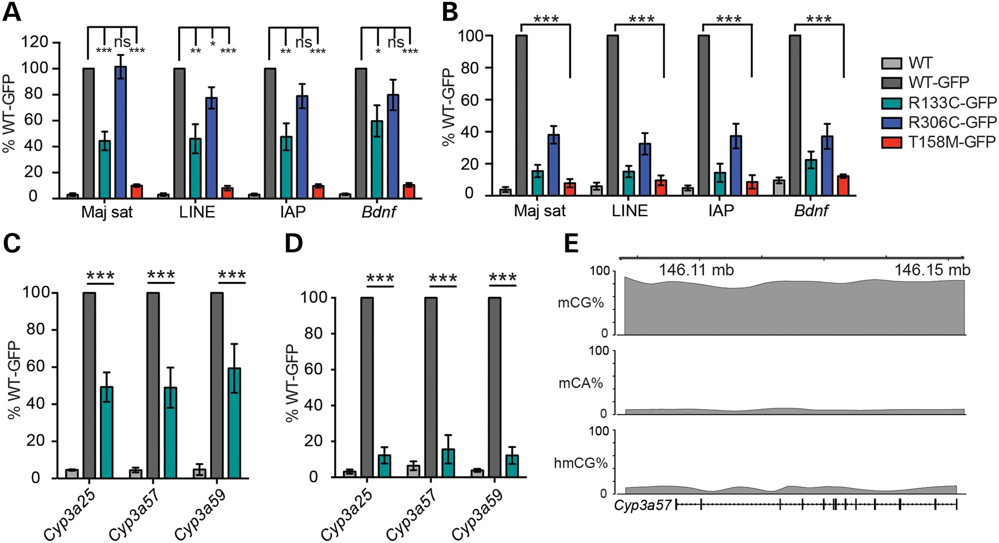 A
% WT-GFP
120
100
80
60
40
20
0
*** ns ***
** * ***
** ns ***
* ns ***
Maj sat LINE IAP Bdnf
B
% WT-GFP
100
80
60
40
20
0
*** *** *** ***
Maj sat LINE IAP Bdnf
WT
WT-GFP
R133C-GFP
R306C-GFP
T158M-GFP
C
% WT-GFP
100
80
60
40
20
0
*** *** ***
Cyp3a25 Cyp3a57 Cyp3a59
D
% WT-GFP
100
80
60
40
20
0
*** *** ***
Cyp3a25 Cyp3a57 Cyp3a59
E
146.11 mb 146.15 mb
100
mCG%
0
100
mCA%
0
100
hmCG%
0
Cyp3a57